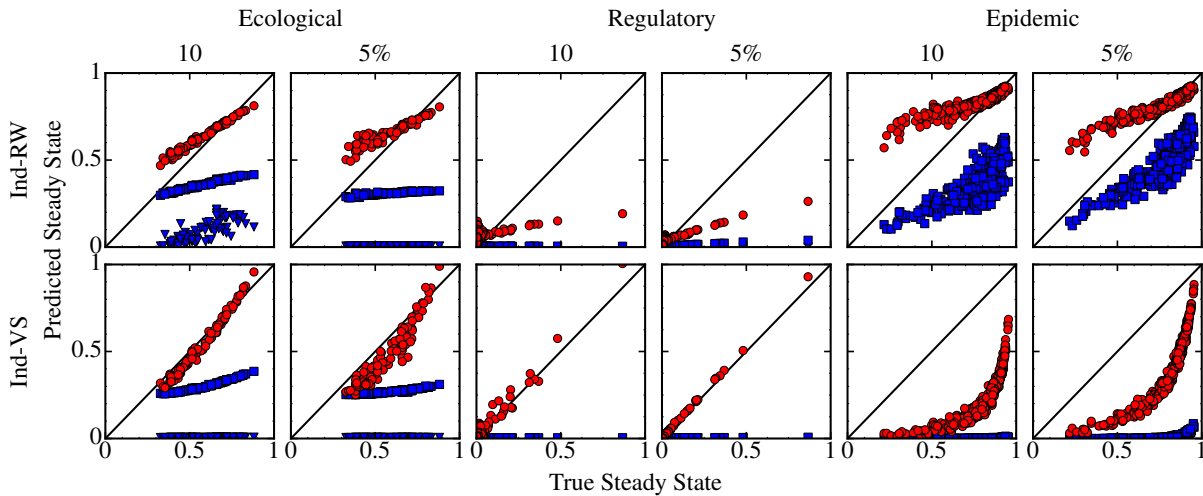 Ecological Regulatory Epidemic
10 5% 10 5% 10 5%
Ind-RW
Ind-VS
Predicted Steady State
1
0.5
0
1
0.5
0
0 0.5 1 0 0.5 1 0 0.5 1 0 0.5 1 0 0.5 1 0 0.5 1
True Steady State